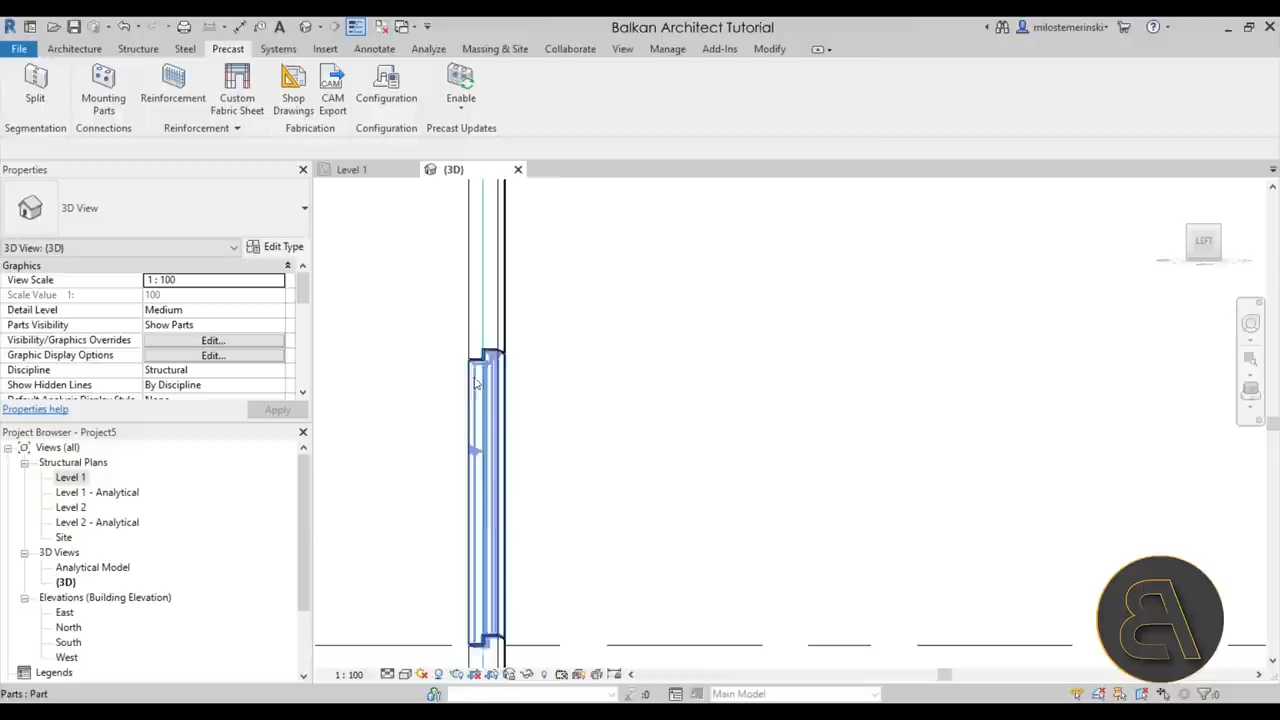 Balkan Architect Tutorial
milostemerinski
File Architecture Structure Steel Precast Systems Insert Annotate Analyze Massing & Site Collaborate View Manage Add-Ins Modify
Split
Mounting Parts
Reinforcement
Custom Fabric Sheet
Shop Drawings
CAM Export
Configuration
Enable
Segmentation Connections Reinforcement Fabrication Configuration Precast Updates
Properties
Level 1 {3D}
3D View
3D View: {3D} Edit Type
LEFT
Graphics
View Scale 1 : 100
Scale Value 1: 100
Detail Level Medium
Parts Visibility Show Parts
Visibility/Graphics Overrides Edit...
Graphic Display Options Edit...
Discipline Structural
Show Hidden Lines By Discipline
Default Analysis Display Style None
Properties help Apply
Project Browser - Project5
Views (all)
Structural Plans
Level 1
Level 1 - Analytical
Level 2
Level 2 - Analytical
Site
3D Views
Analytical Model
{3D}
Elevations (Building Elevation)
East
North
South
West
Legends
1 : 100
Parts : Part :0 Main Model :0